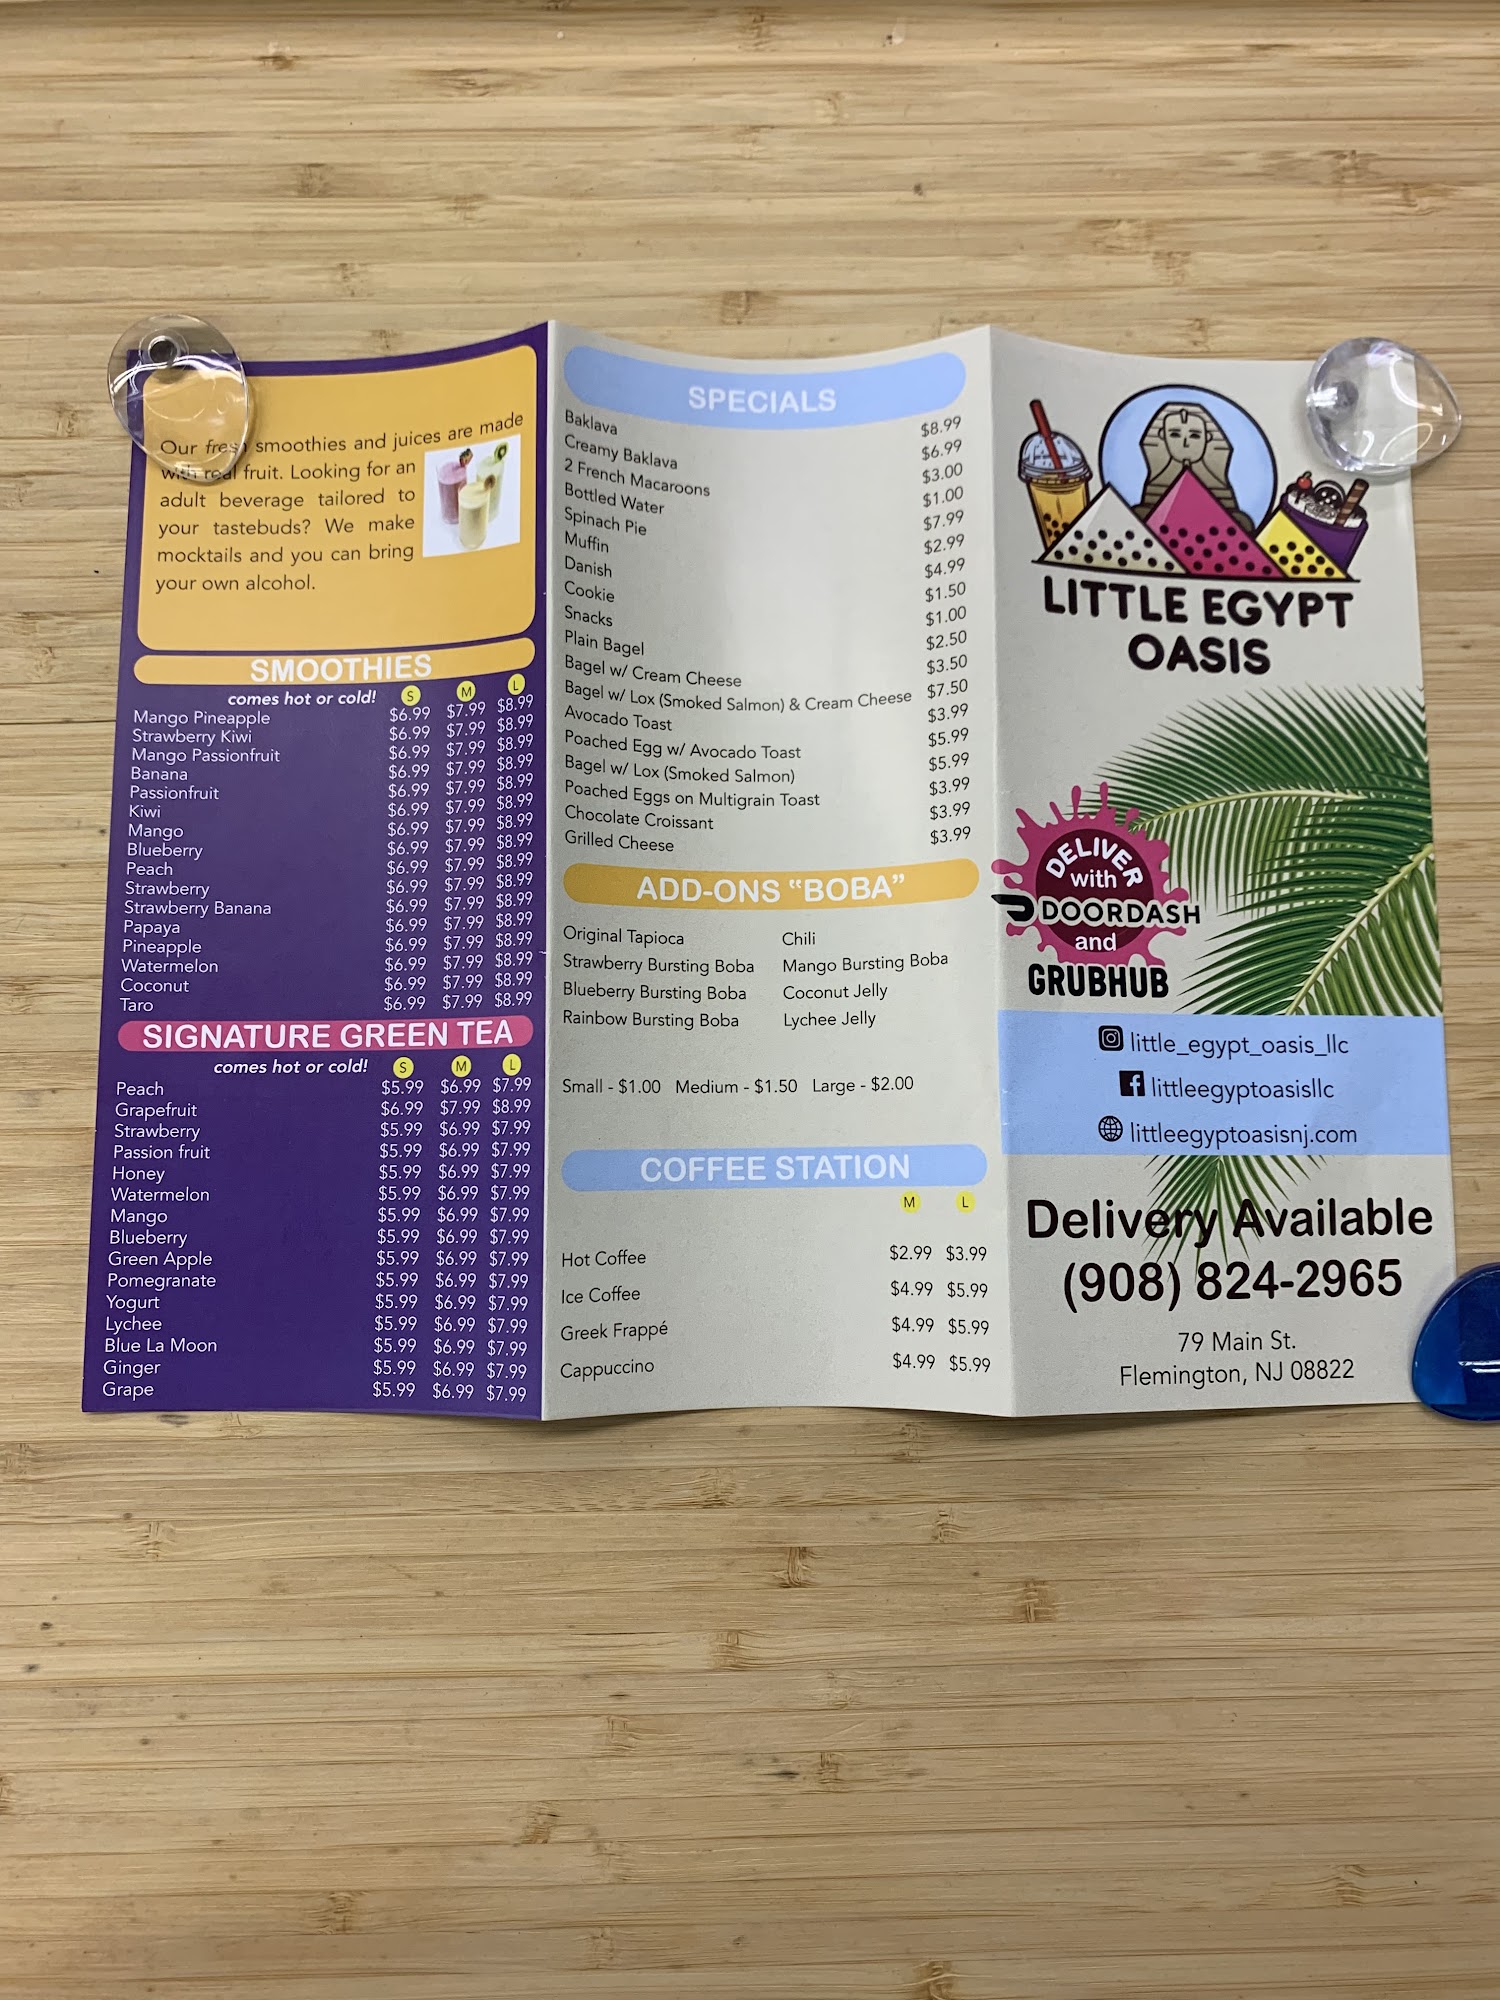 Our fresh smoothies and juices are made
with real fruit. Looking for an
adult beverage tailored to
your tastebuds? We make
mocktails and you can bring
your own alcohol.
SMOOTHIES
comes hot or cold! S M L
Mango Pineapple $6.99 $7.99 $8.99
Strawberry Kiwi $6.99 $7.99 $8.99
Mango Passionfruit $6.99 $7.99 $8.99
Banana $6.99 $7.99 $8.99
Passionfruit $6.99 $7.99 $8.99
Kiwi $6.99 $7.99 $8.99
Mango $6.99 $7.99 $8.99
Blueberry $6.99 $7.99 $8.99
Peach $6.99 $7.99 $8.99
Strawberry $6.99 $7.99 $8.99
Strawberry Banana $6.99 $7.99 $8.99
Papaya $6.99 $7.99 $8.99
Pineapple $6.99 $7.99 $8.99
Watermelon $6.99 $7.99 $8.99
Coconut $6.99 $7.99 $8.99
Taro $6.99 $7.99 $8.99
SIGNATURE GREEN TEA
comes hot or cold! S M L
Peach $5.99 $6.99 $7.99
Grapefruit $6.99 $7.99 $8.99
Strawberry $5.99 $6.99 $7.99
Passion fruit $5.99 $6.99 $7.99
Honey $5.99 $6.99 $7.99
Watermelon $5.99 $6.99 $7.99
Mango $5.99 $6.99 $7.99
Blueberry $5.99 $6.99 $7.99
Green Apple $5.99 $6.99 $7.99
Pomegranate $5.99 $6.99 $7.99
Yogurt $5.99 $6.99 $7.99
Lychee $5.99 $6.99 $7.99
Blue La Moon $5.99 $6.99 $7.99
Ginger $5.99 $6.99 $7.99
Grape $5.99 $6.99 $7.99
SPECIALS
Baklava $8.99
Creamy Baklava $6.99
2 French Macaroons $3.00
Bottled Water $1.00
Spinach Pie $7.99
Muffin $2.99
Danish $4.99
Cookie $1.50
Snacks $1.00
Plain Bagel $2.50
Bagel w/ Cream Cheese $3.50
Bagel w/ Lox (Smoked Salmon) & Cream Cheese $7.50
Avocado Toast $3.99
Poached Egg w/ Avocado Toast $5.99
Bagel w/ Lox (Smoked Salmon) $5.99
Poached Eggs on Multigrain Toast $3.99
Chocolate Croissant $3.99
Grilled Cheese $3.99
ADD-ONS “BOBA”
Original Tapioca Chili
Strawberry Bursting Boba Mango Bursting Boba
Blueberry Bursting Boba Coconut Jelly
Rainbow Bursting Boba Lychee Jelly
Small - $1.00 Medium - $1.50 Large - $2.00
COFFEE STATION
M L
Hot Coffee $2.99 $3.99
Ice Coffee $4.99 $5.99
Greek Frappé $4.99 $5.99
Cappuccino $4.99 $5.99
LITTLE EGYPT
OASIS
DELIVER
with
DOORDASH
and
GRUBHUB
little_egypt_oasis_llc
littleegyptoasisllc
littleegyptoasisnj.com
Delivery Available
(908) 824-2965
79 Main St.
Flemington, NJ 08822